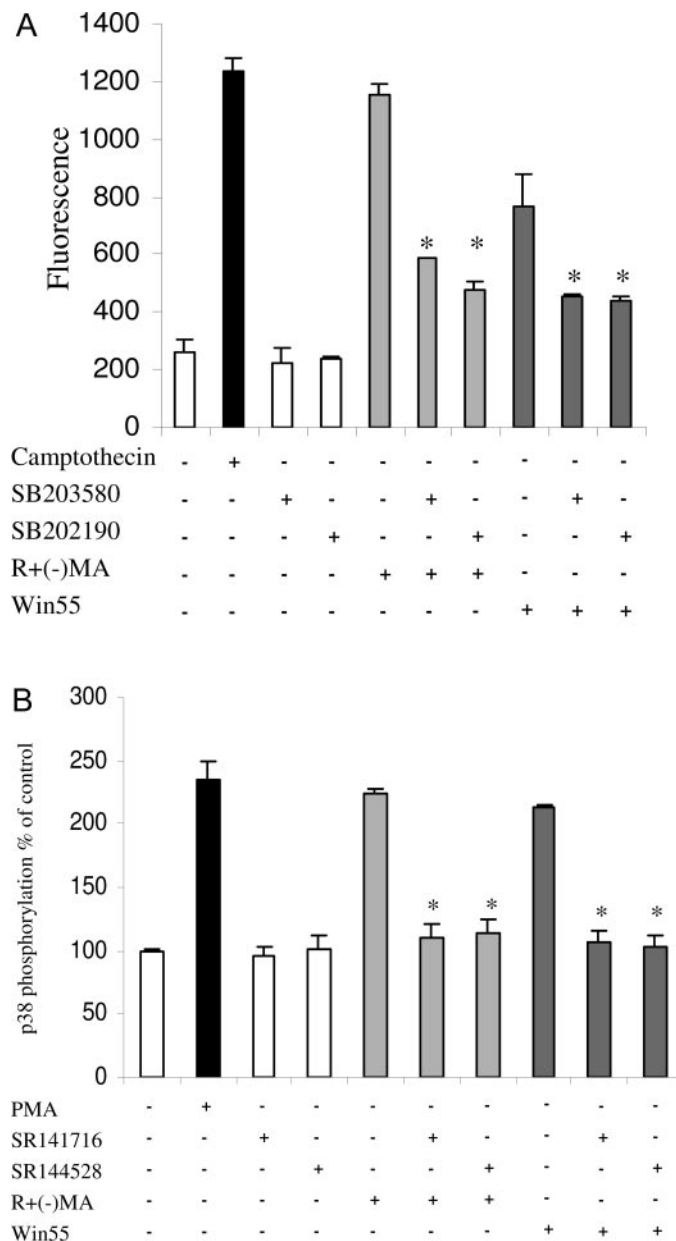 A
1400
1200
1000
800
600
400
200
0
Fluorescence
* * * *
Camptothecin - + - - - - - - - -
SB203580 - - + - - + - - + -
SB202190 - - - + - - + - - +
R+(-)MA - - - - + + + - - -
Win55 - - - - - - - + + +
B
300
250
200
150
100
50
0
p38 phosphorylation % of control
* * * *
PMA - + - - - - - - - -
SR141716 - - + - - + - - + -
SR144528 - - - + - - + - - +
R+(-)MA - - - - + + + - - -
Win55 - - - - - - - + + +